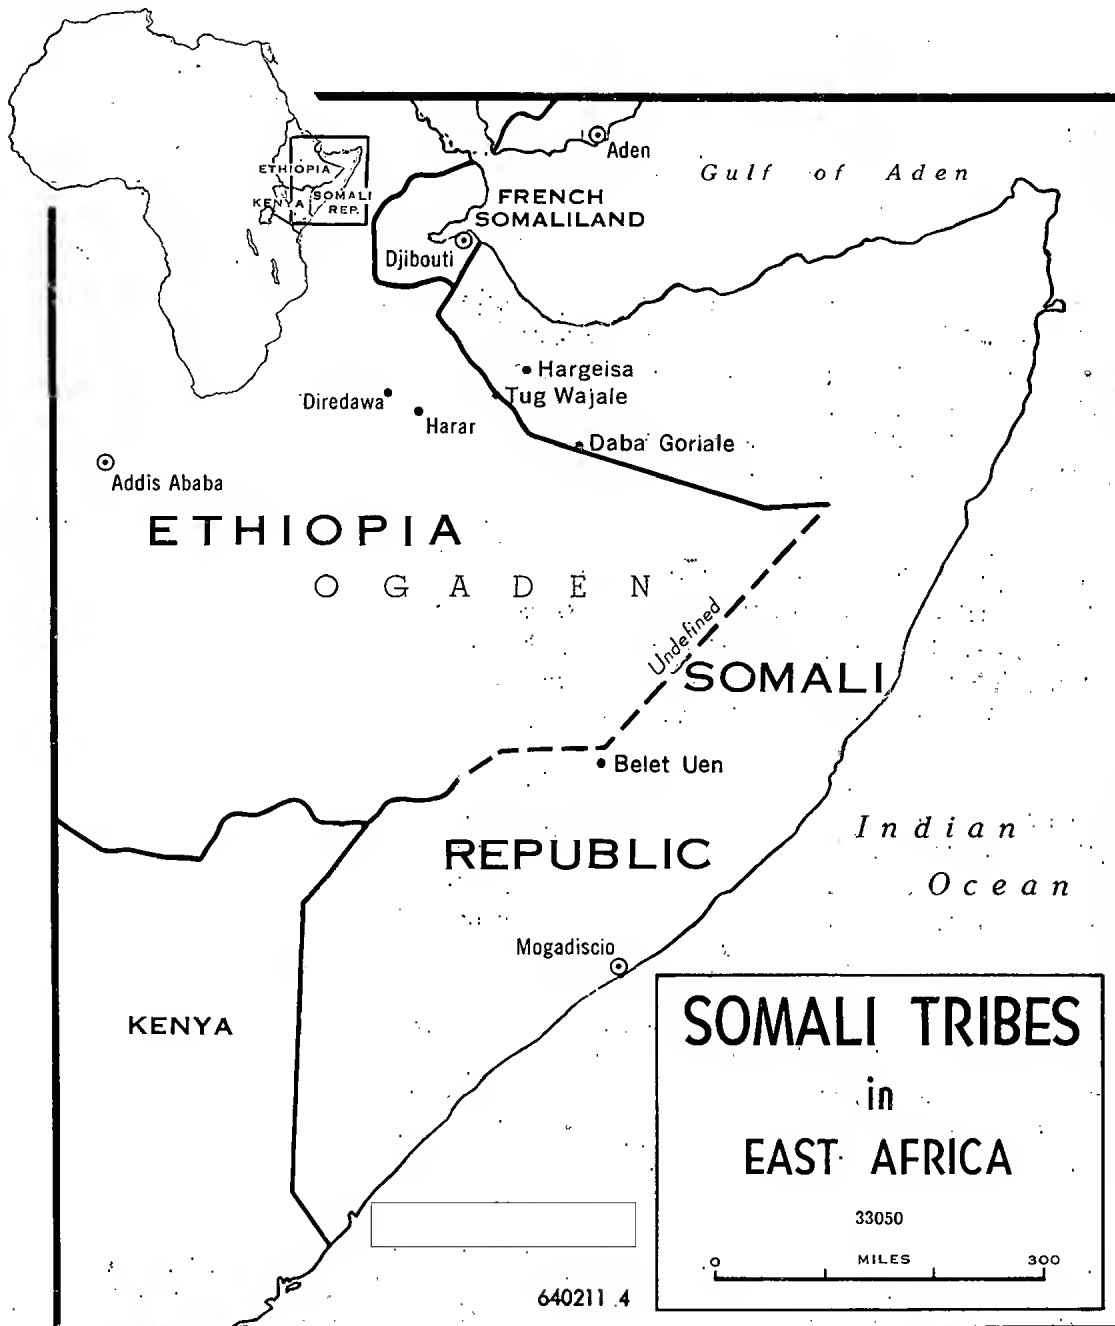 ETHIOPIA
KENYA
SOMALI
REP.
Aden
Gulf of Aden
FRENCH
SOMALILAND
Djibouti
Hargeisa
Diredawa
Tug Wajale
Harar
Daba Goriale
Addis Ababa
ETHIOPIA
OGADEN
Undefined
SOMALI
Belet Uen
REPUBLIC
Indian
Ocean
Mogadiscio
KENYA
SOMALI TRIBES
in
EAST AFRICA
33050
0 MILES 300
640211 4